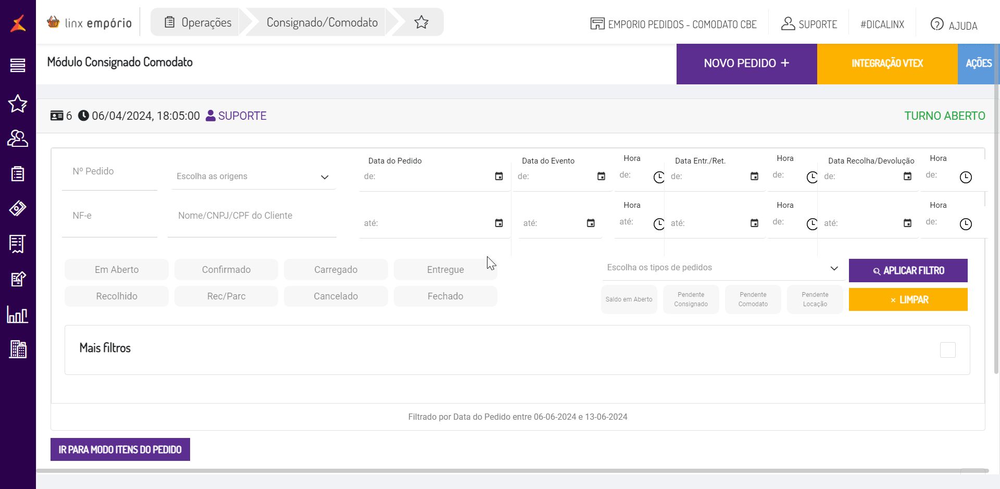 linx empório
Operações
Consignado/Comodato
EMPORIO PEDIDOS - COMODATO CBE
SUPORTE
#DICALINX
AJUDA
Módulo Consignado Comodato
NOVO PEDIDO +
INTEGRAÇÃO VTEX
AÇÕES
6 06/04/2024, 18:05:00 SUPORTE
TURNO ABERTO
Nº Pedido
Escolha as origens
Data do Pedido
de:
Data do Evento
de:
Hora
de:
Data Entr./Ret.
de:
Hora
de:
Data Recolha/Devolução
de:
Hora
de:
NF-e
Nome/CNPJ/CPF do Cliente
até:
até:
Hora
até:
até:
Hora
de:
até:
Hora
de:
Em Aberto
Confirmado
Carregado
Entregue
Escolha os tipos de pedidos
APLICAR FILTRO
Recolhido
Rec/Parc
Cancelado
Fechado
Saldo em Aberto
Pendente
Consignado
Pendente
Comodato
Pendente
Locação
× LIMPAR
Mais filtros
Filtrado por Data do Pedido entre 06-06-2024 e 13-06-2024
IR PARA MODO ITENS DO PEDIDO